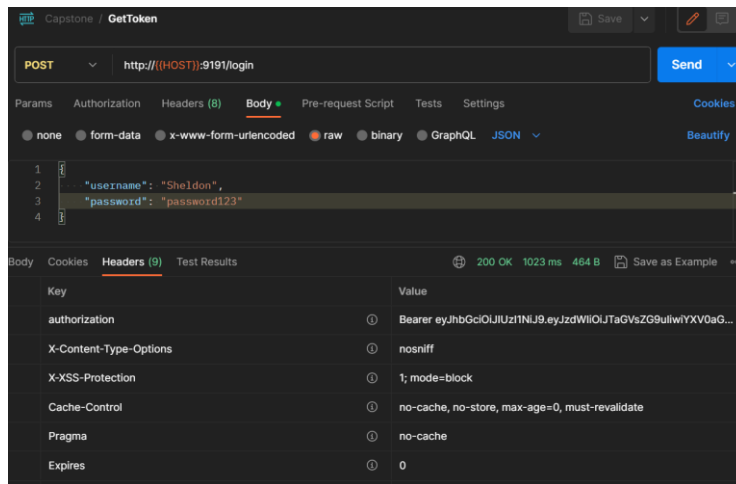 HTTP Capstone / GetToken Save
POST http://{{HOST}}:9191/login Send
Params Authorization Headers (8) Body Pre-request Script Tests Settings Cookies
none form-data x-www-form-urlencoded raw binary GraphQL JSON Beautify
1 {
2 "username": "Sheldon",
3 "password": "password123"
4 }
Body Cookies Headers (9) Test Results 200 OK 1023 ms 464 B Save as Example
Key Value
authorization Bearer eyJhbGciOiJIUzI1NiJ9.eyJzdWIiOiJTaGVsZG9uIiwiYXV0aG...
X-Content-Type-Options nosniff
X-XSS-Protection 1; mode=block
Cache-Control no-cache, no-store, max-age=0, must-revalidate
Pragma no-cache
Expires 0